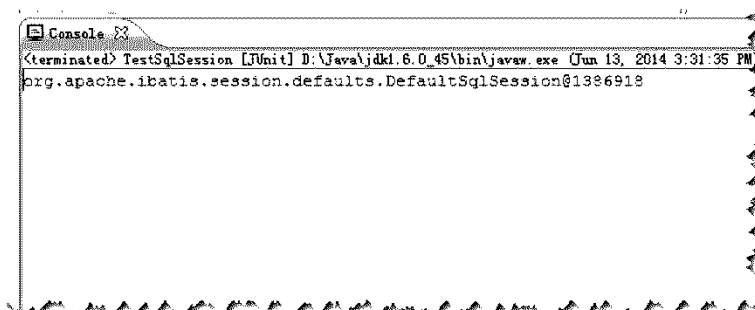 Console
<terminated> TestSqlSession [JUnit] D:\Java\jdk1.6.0_45\bin\javaw.exe (Jun 13, 2014 3:31:35 PM
org.apache.ibatis.session.defaults.DefaultSqlSession@1386918